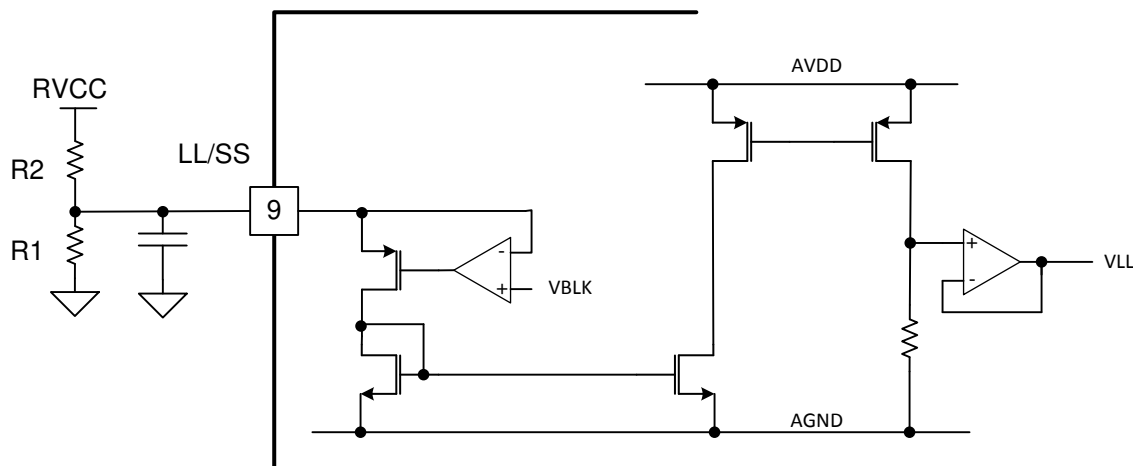 AVDD
RVCC
R2
LL/SS
9
R1
-
+
VBLK
+
-
VLL
AGND